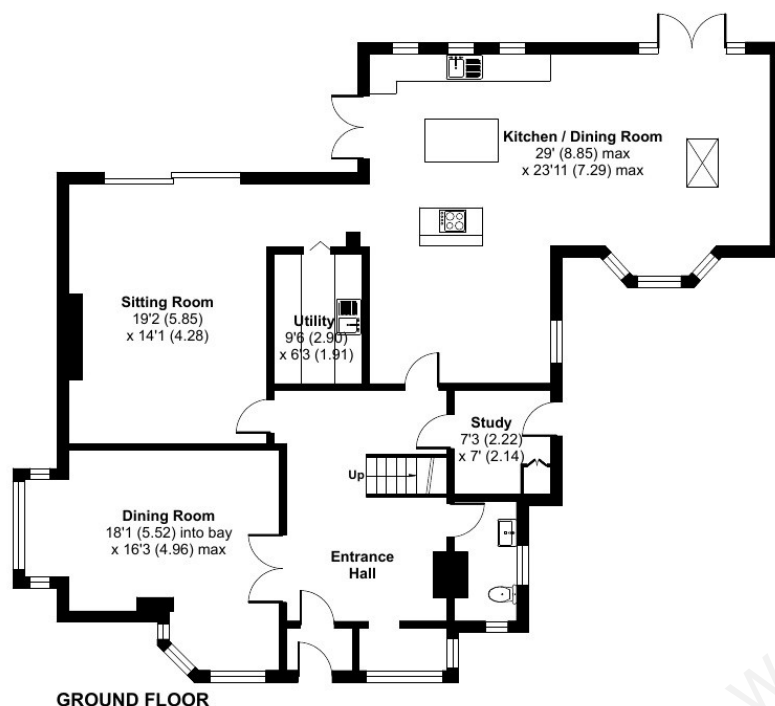 Kitchen / Dining Room
29' (8.85) max
x 23'11 (7.29) max
Sitting Room
19'2 (5.85)
x 14'1 (4.28)
Utility
9'6 (2.90)
x 6'3 (1.91)
Study
7'3 (2.22)
x 7' (2.14)
Up
Dining Room
18'1 (5.52) into bay
x 16'3 (4.96) max
Entrance
Hall
GROUND FLOOR